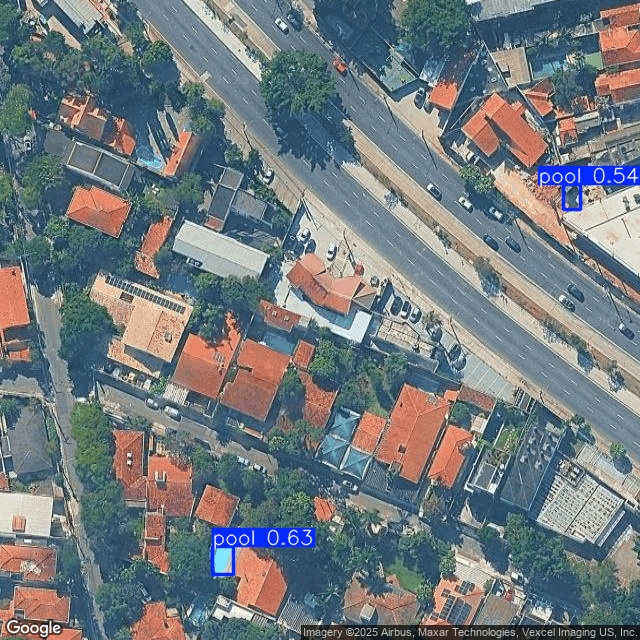 pool 0.54
pool 0.63
Google
Imagery ©2025 Airbus, Maxar Technologies, Vexcel Imaging US, Inc.